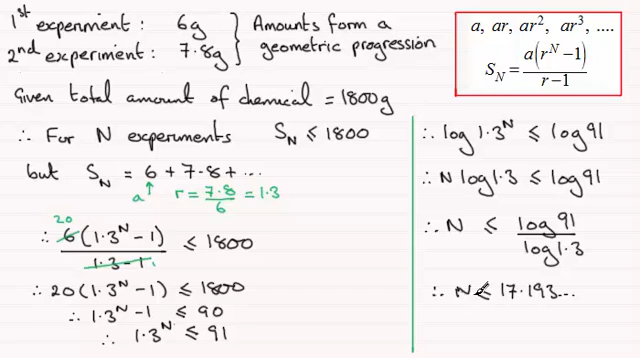 1st experiment : 6g } Amounts form a
2nd experiment : 7.8g } geometric progression
a, ar, ar², ar³, ....
S_N = a(r^N − 1) / r − 1
Given total amount of chemical = 1800g
∴ For N experiments S_N ≤ 1800
but S_N = 6 + 7.8 + ...
a↑ r = 7.8/6 = 1.3
20
∴ 6(1.3^N − 1) / 1.3 − 1 ≤ 1800
∴ 20(1.3^N − 1) ≤ 1800
∴ 1.3^N − 1 ≤ 90
∴ 1.3^N ≤ 91
∴ log 1.3^N ≤ log 91
∴ N log 1.3 ≤ log 91
∴ N ≤ log 91 / log 1.3
∴ N ≤ 17.193...